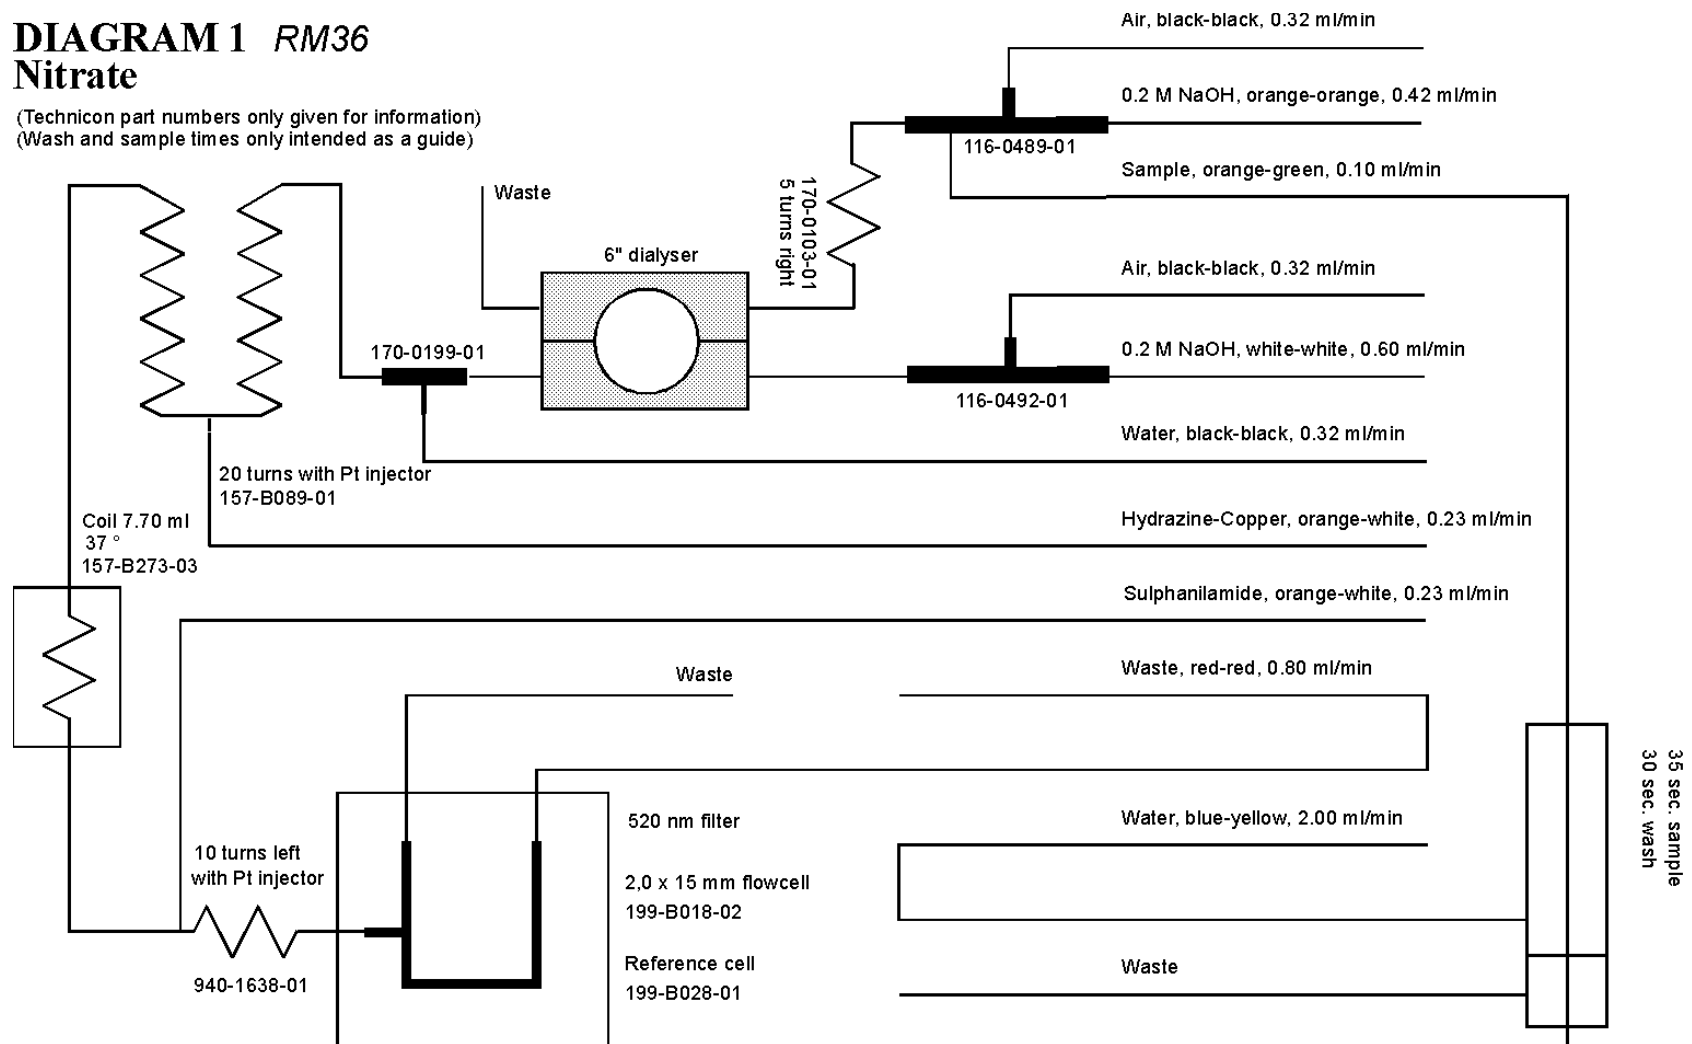 DIAGRAM 1 RM36
Nitrate
(Technicon part numbers only given for information)
(Wash and sample times only intended as a guide)
Air, black-black, 0.32 ml/min
0.2 M NaOH, orange-orange, 0.42 ml/min
116-0489-01
Sample, orange-green, 0.10 ml/min
170-0103-01
5 turns right
Waste
6" dialyser
Air, black-black, 0.32 ml/min
170-0199-01
0.2 M NaOH, white-white, 0.60 ml/min
116-0492-01
Water, black-black, 0.32 ml/min
20 turns with Pt injector
157-B089-01
Coil 7.70 ml
37 °
157-B273-03
Hydrazine-Copper, orange-white, 0.23 ml/min
Sulphanilamide, orange-white, 0.23 ml/min
Waste
Waste, red-red, 0.80 ml/min
35 sec. sample
30 sec. wash
520 nm filter
Water, blue-yellow, 2.00 ml/min
10 turns left
with Pt injector
2,0 x 15 mm flowcell
199-B018-02
940-1638-01
Reference cell
199-B028-01
Waste